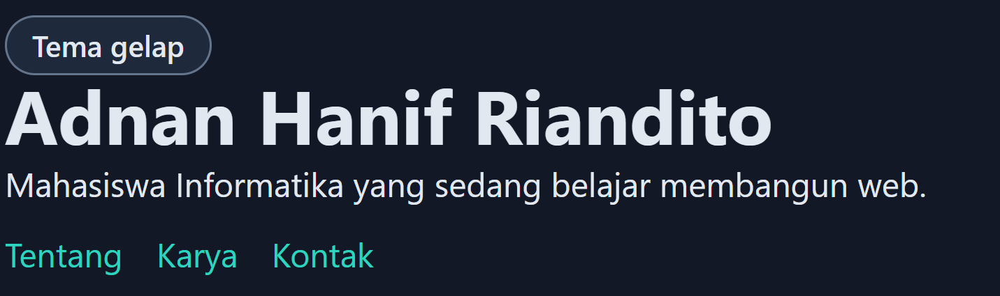 Tema gelap
Adnan Hanif Riandito
Mahasiswa Informatika yang sedang belajar membangun web.
Tentang Karya Kontak